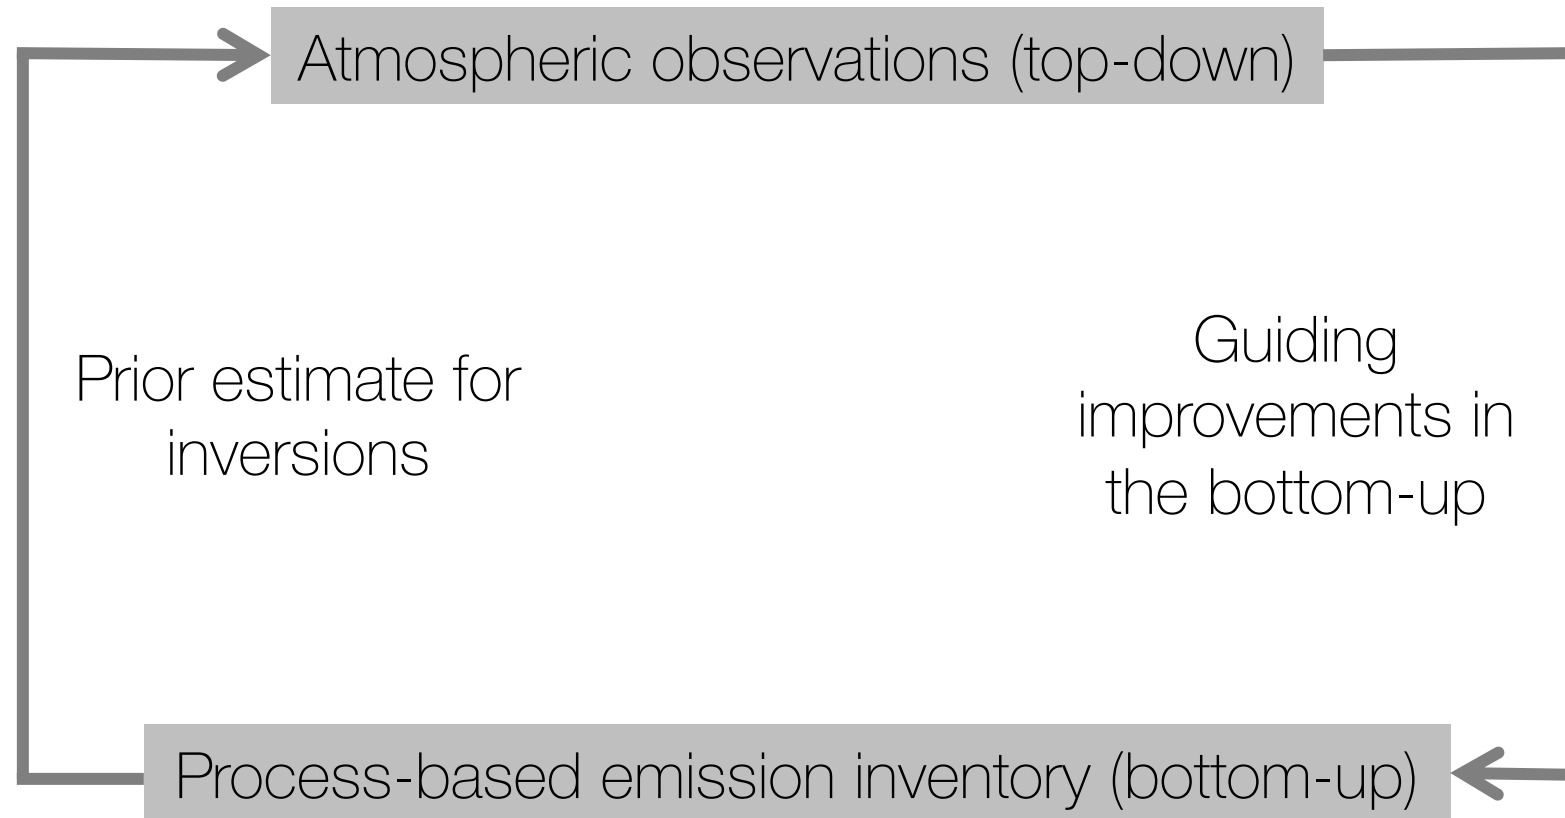 Atmospheric observations (top-down)
Prior estimate for
inversions
Guiding
improvements in
the bottom-up
Process-based emission inventory (bottom-up)